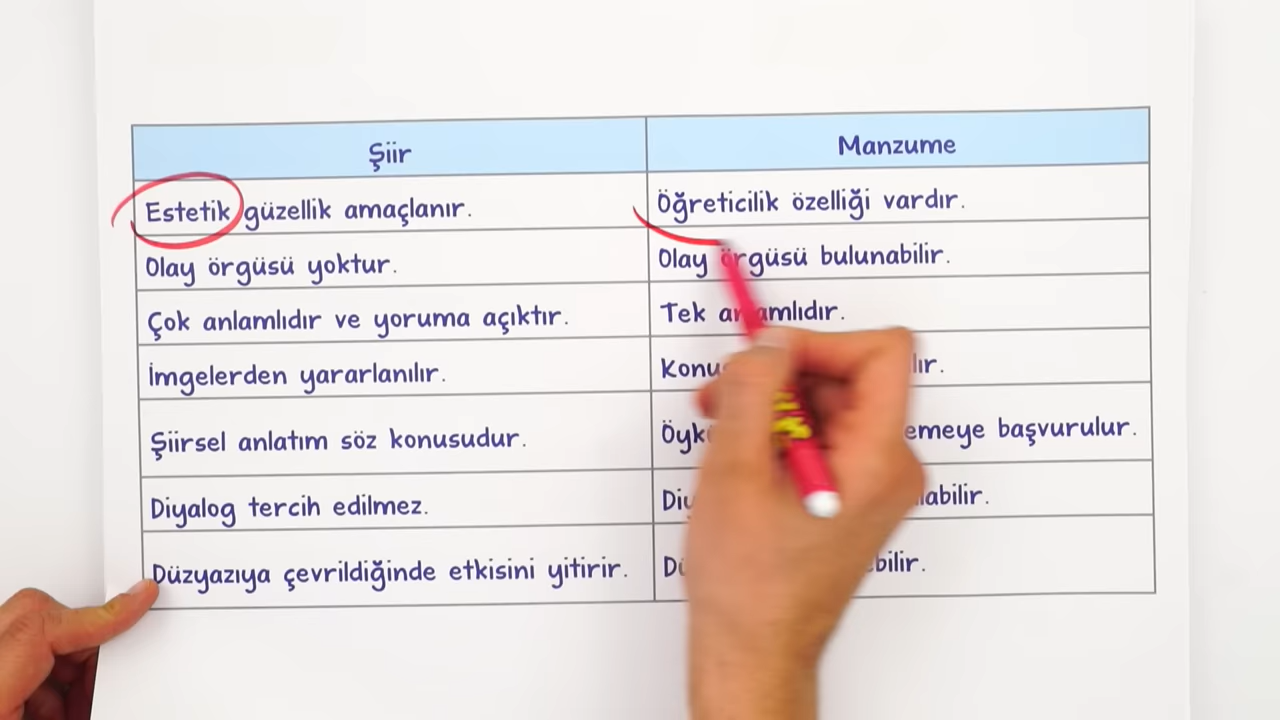 Şiir
Manzume
Estetik güzellik amaçlanır.
Öğreticilik özelliği vardır.
Olay örgüsü yoktur.
Olay örgüsü bulunabilir.
Çok anlamlıdır ve yoruma açıktır.
Tek anlamlıdır.
İmgelerden yararlanılır.
Şiirsel anlatım söz konusudur.
başvurulur.
Diyalog tercih edilmez.
Düzyazıya çevrildiğinde etkisini yitirir.